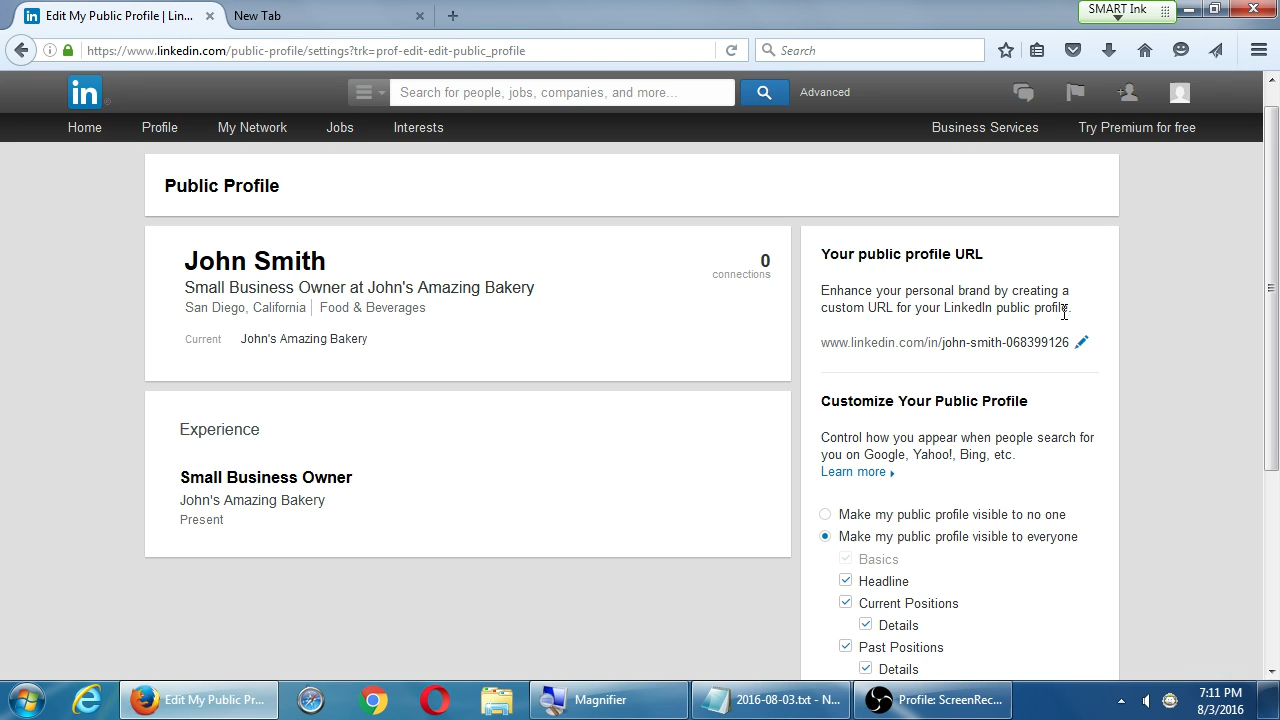 Edit My Public Profile | Lin...
New Tab
SMART Ink
https://www.linkedin.com/public-profile/settings?trk=prof-edit-edit-public_profile
Search
in
Search for people, jobs, companies, and more...
Advanced
Home
Profile
My Network
Jobs
Interests
Business Services
Try Premium for free
Public Profile
John Smith
0
connections
Small Business Owner at John's Amazing Bakery
San Diego, California | Food & Beverages
Current John's Amazing Bakery
Experience
Small Business Owner
John's Amazing Bakery
Present
Your public profile URL
Enhance your personal brand by creating a
custom URL for your LinkedIn public profile.
www.linkedin.com/in/john-smith-068399126
Customize Your Public Profile
Control how you appear when people search for
you on Google, Yahoo!, Bing, etc.
Learn more
Make my public profile visible to no one
Make my public profile visible to everyone
Basics
Headline
Current Positions
Details
Past Positions
Details
Edit My Public Pr...
Magnifier
2016-08-03.txt - N...
Profile: ScreenRec...
7:11 PM
8/3/2016